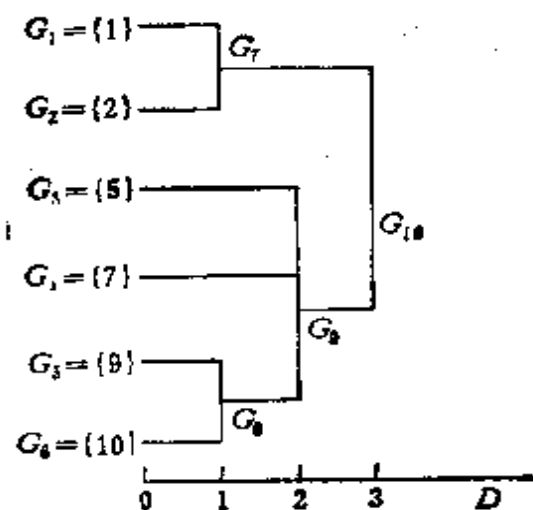 G₁={1}
G₇
G₂={2}
G₃={5}
G₁₀
G₄={7}
G₉
G₅={9}
G₈
G₆={10}
0 1 2 3 D